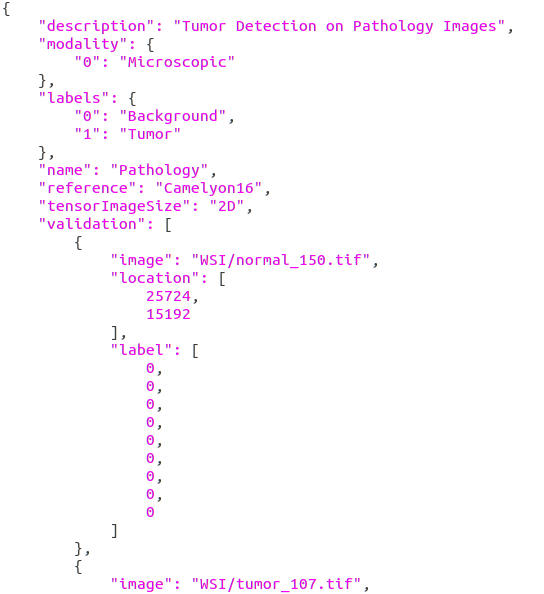 {
    "description": "Tumor Detection on Pathology Images",
    "modality": {
        "0": "Microscopic"
    },
    "labels": {
        "0": "Background",
        "1": "Tumor"
    },
    "name": "Pathology",
    "reference": "Camelyon16",
    "tensorImageSize": "2D",
    "validation": [
        {
            "image": "WSI/normal_150.tif",
            "location": [
                25724,
                15192
            ],
            "label": [
                0,
                0,
                0,
                0,
                0,
                0,
                0,
                0,
                0
            ]
        },
        {
            "image": "WSI/tumor_107.tif",